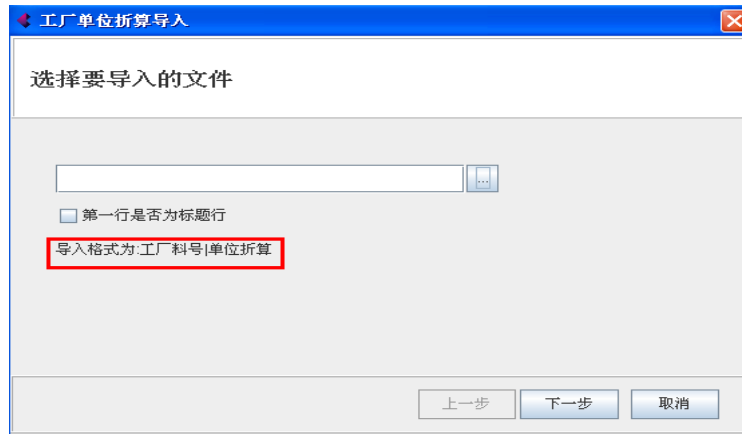 工厂单位折算导入
选择要导入的文件
...
第一行是否为标题行
导入格式为:工厂料号|单位折算
上一步 下一步 取消